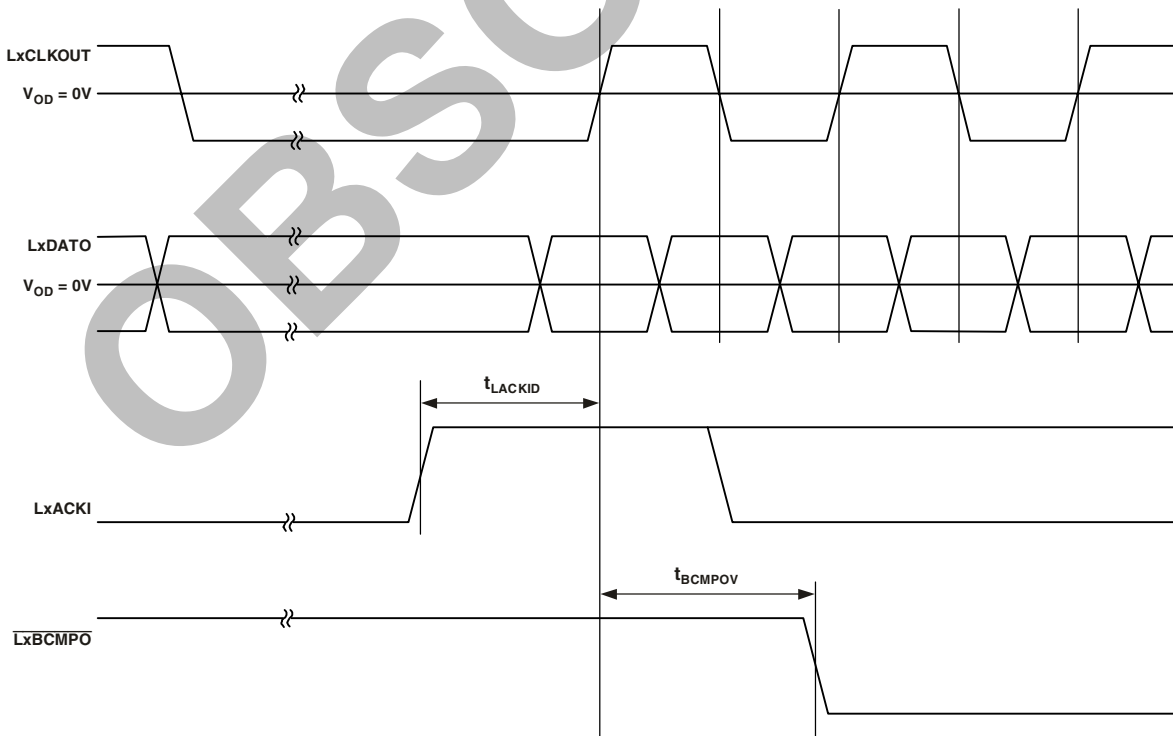 LxCLKOUT
VOD = 0V
LxDATO
VOD = 0V
tLACKID
LxACKI
tBCMPOV
LxBCMPO
OBSO